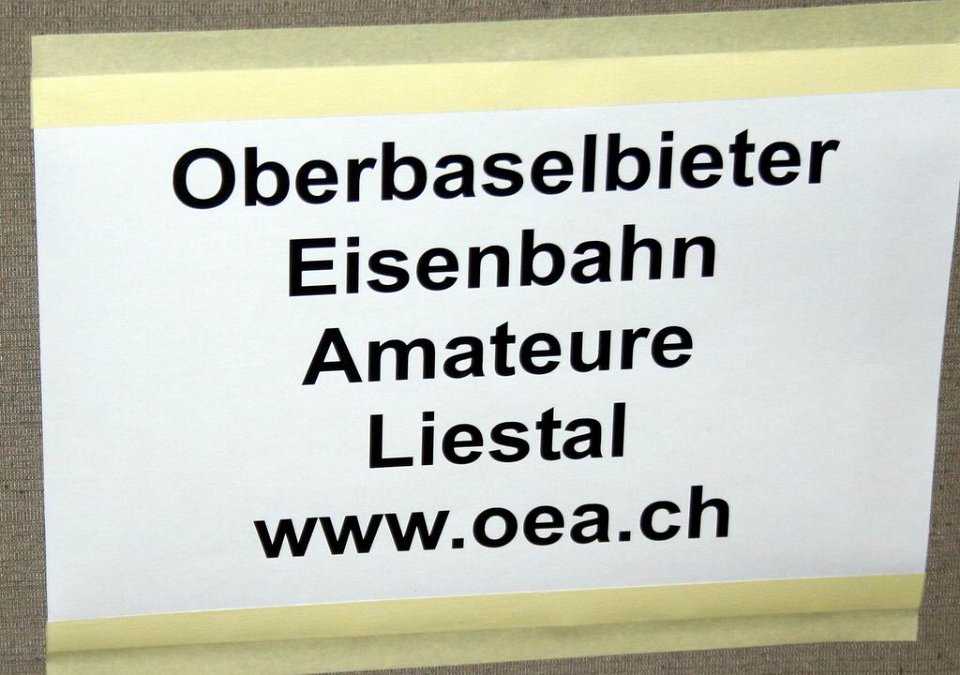 Oberbaselbieter
Eisenbahn
Amateure
Liestal
www.oea.ch